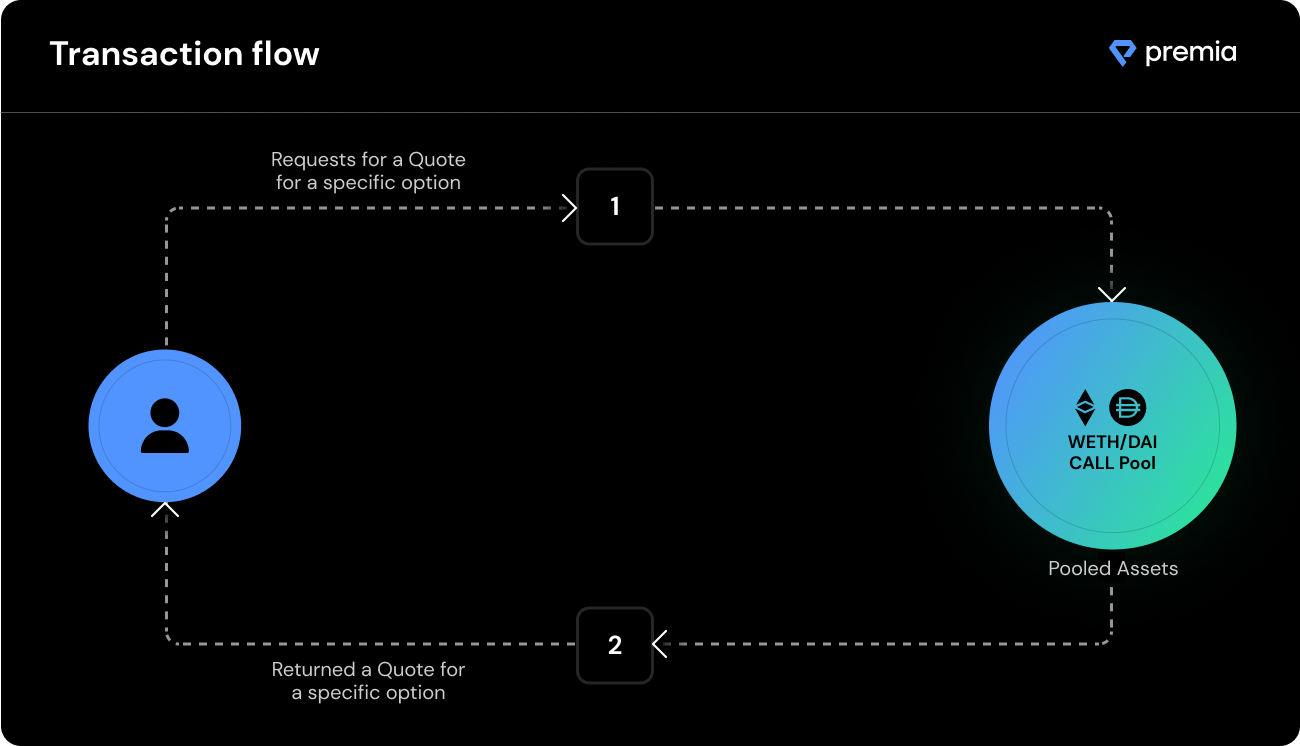 Transaction flow
premia
Requests for a Quote
for a specific option
1
WETH/DAI
CALL Pool
Pooled Assets
2
Returned a Quote for
a specific option